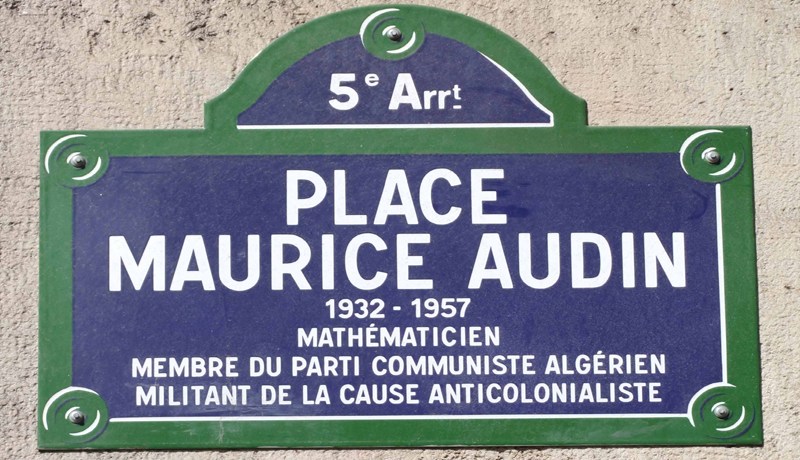 5e Arrt
PLACE
MAURICE AUDIN
1932 - 1957
MATHÉMATICIEN
MEMBRE DU PARTI COMMUNISTE ALGÉRIEN
MILITANT DE LA CAUSE ANTICOLONIALISTE